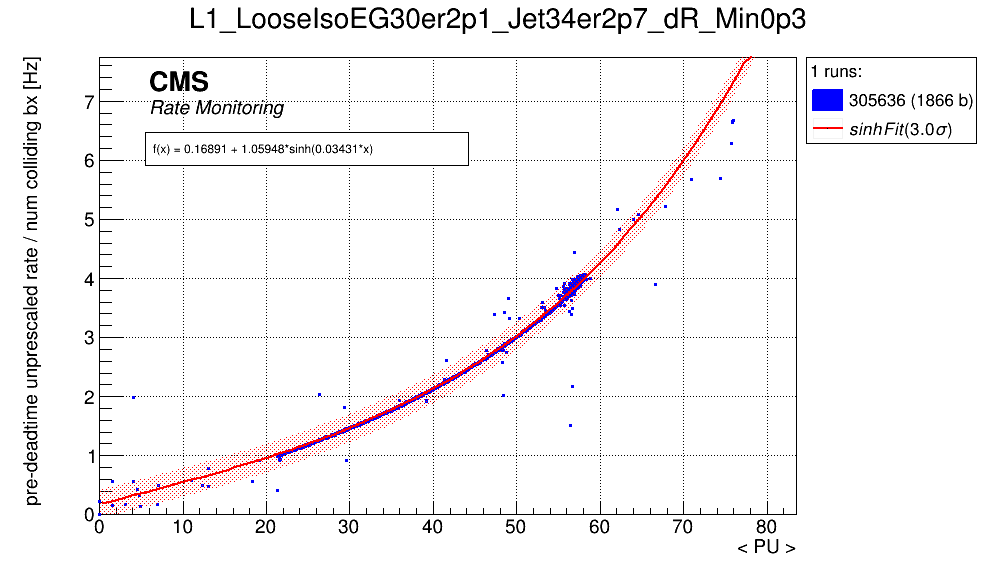 L1_LooseIsoEG30er2p1_Jet34er2p7_dR_Min0p3
pre-deadtime unprescaled rate / num colliding bx [Hz]
CMS
Rate Monitoring
f(x) = 0.16891 + 1.05948*sinh(0.03431*x)
1 runs:
305636 (1866 b)
sinhFit(3.0σ)
7
6
5
4
3
2
1
0
0 10 20 30 40 50 60 70 80
< PU >